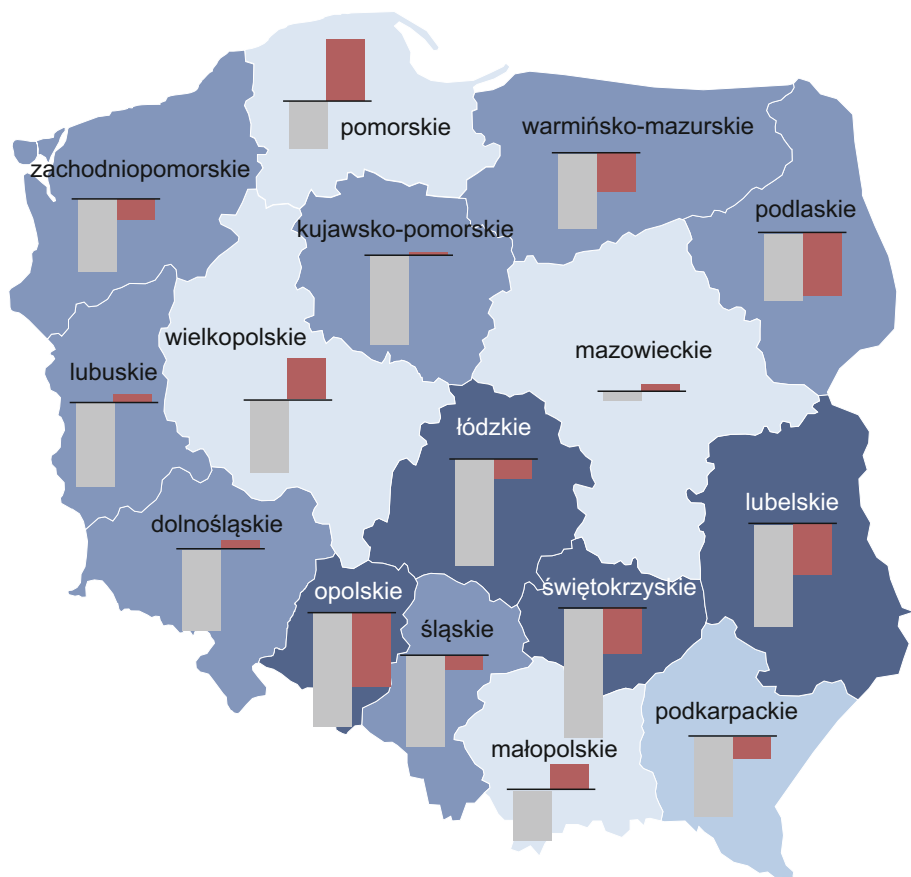 pomorskie
warmińsko-mazurskie
zachodniopomorskie
podlaskie
kujawsko-pomorskie
wielkopolskie
mazowieckie
lubuskie
łódzkie
lubelskie
dolnośląskie
opolskie
świętokrzyskie
śląskie
podkarpackie
małopolskie